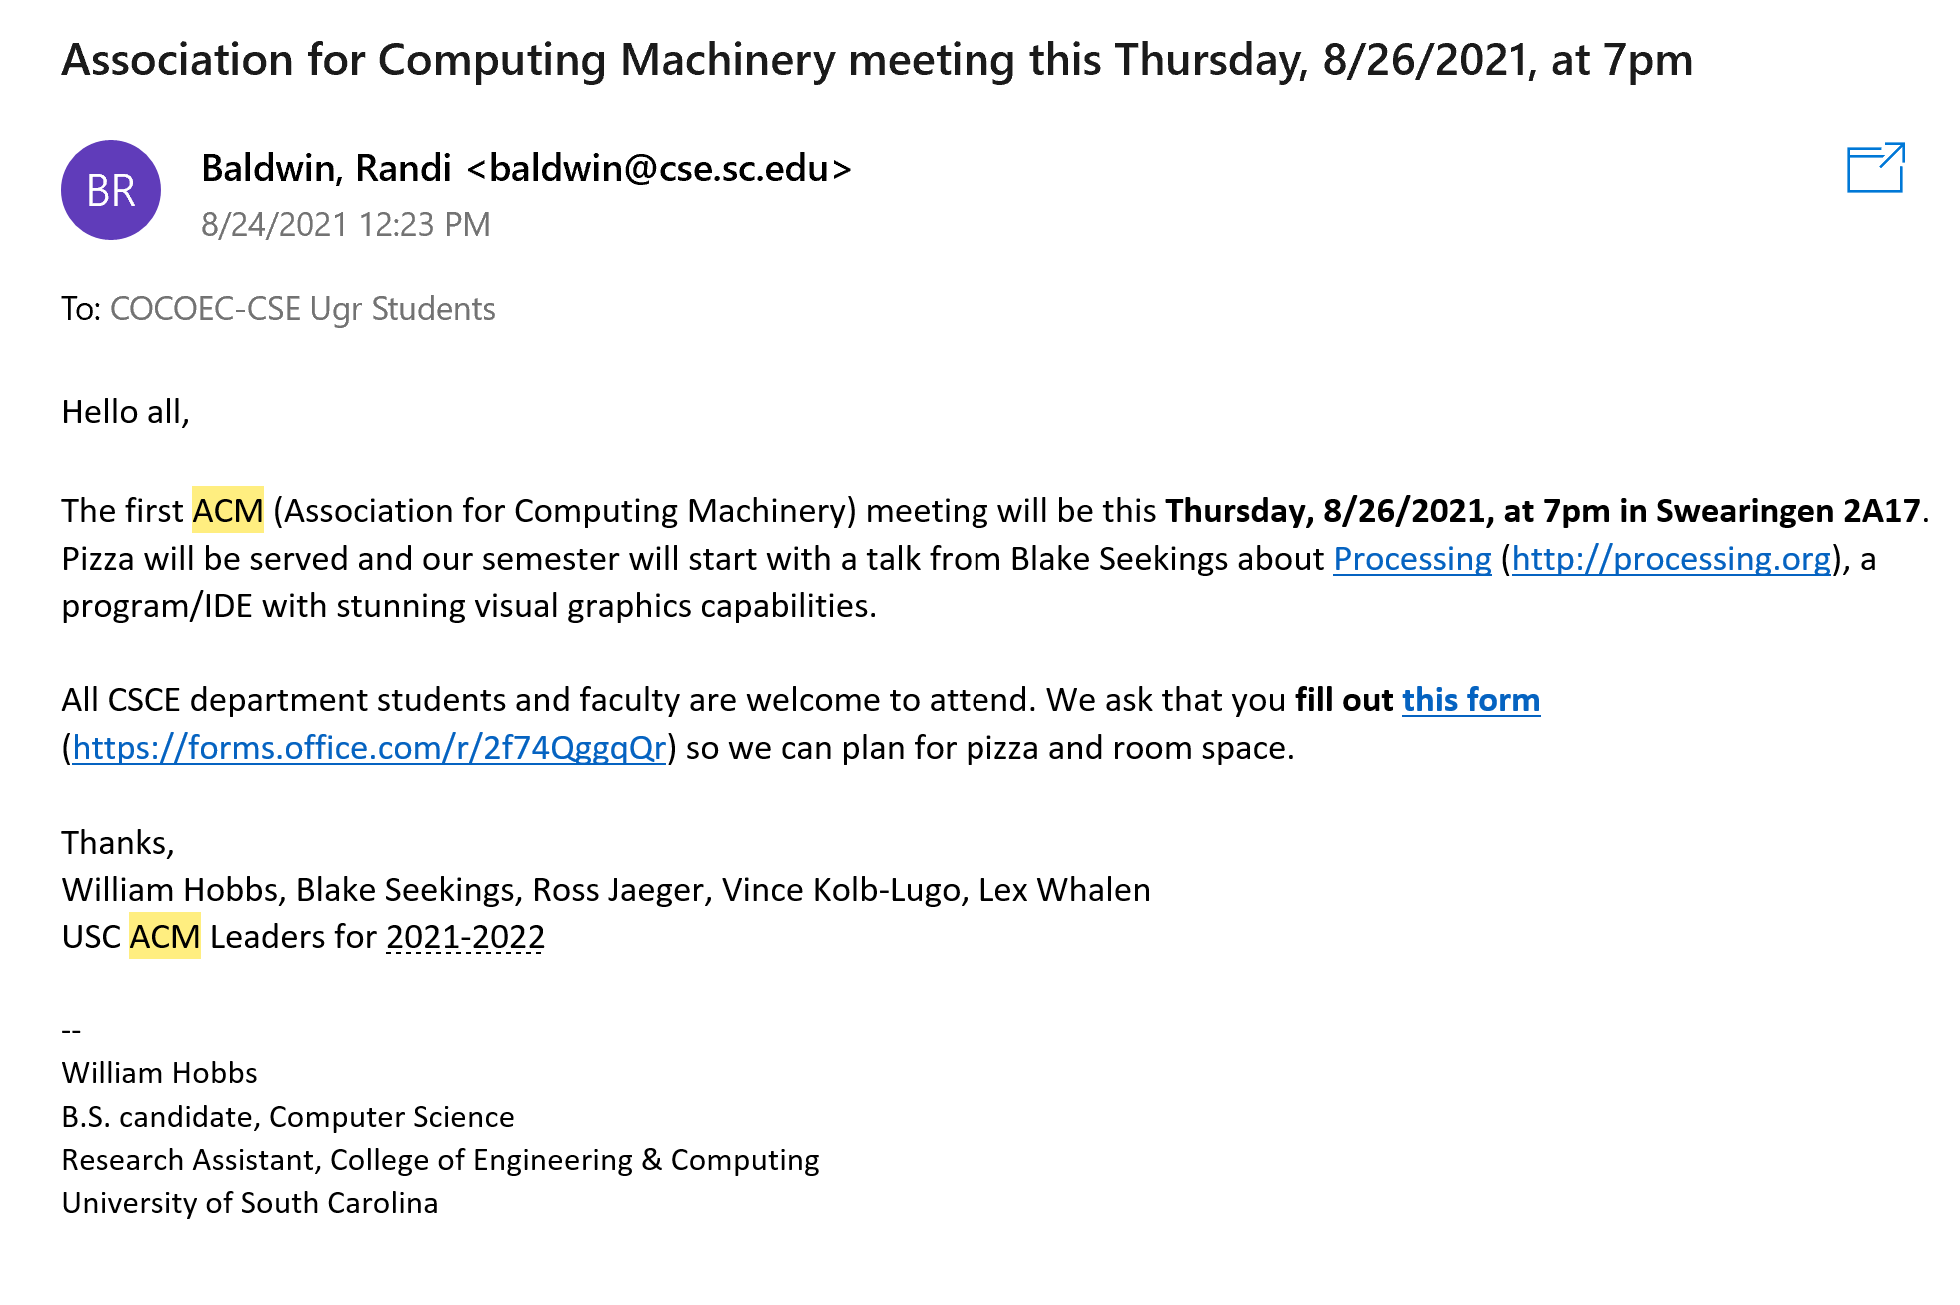 Association for Computing Machinery meeting this Thursday, 8/26/2021, at 7pm
BR
Baldwin, Randi <baldwin@cse.sc.edu>
8/24/2021 12:23 PM
To: COCOEC-CSE Ugr Students
Hello all,
The first ACM (Association for Computing Machinery) meeting will be this Thursday, 8/26/2021, at 7pm in Swearingen 2A17.
Pizza will be served and our semester will start with a talk from Blake Seekings about Processing (http://processing.org), a
program/IDE with stunning visual graphics capabilities.
All CSCE department students and faculty are welcome to attend. We ask that you fill out this form
(https://forms.office.com/r/2f74QggqQr) so we can plan for pizza and room space.
Thanks,
William Hobbs, Blake Seekings, Ross Jaeger, Vince Kolb-Lugo, Lex Whalen
USC ACM Leaders for 2021-2022
--
William Hobbs
B.S. candidate, Computer Science
Research Assistant, College of Engineering & Computing
University of South Carolina